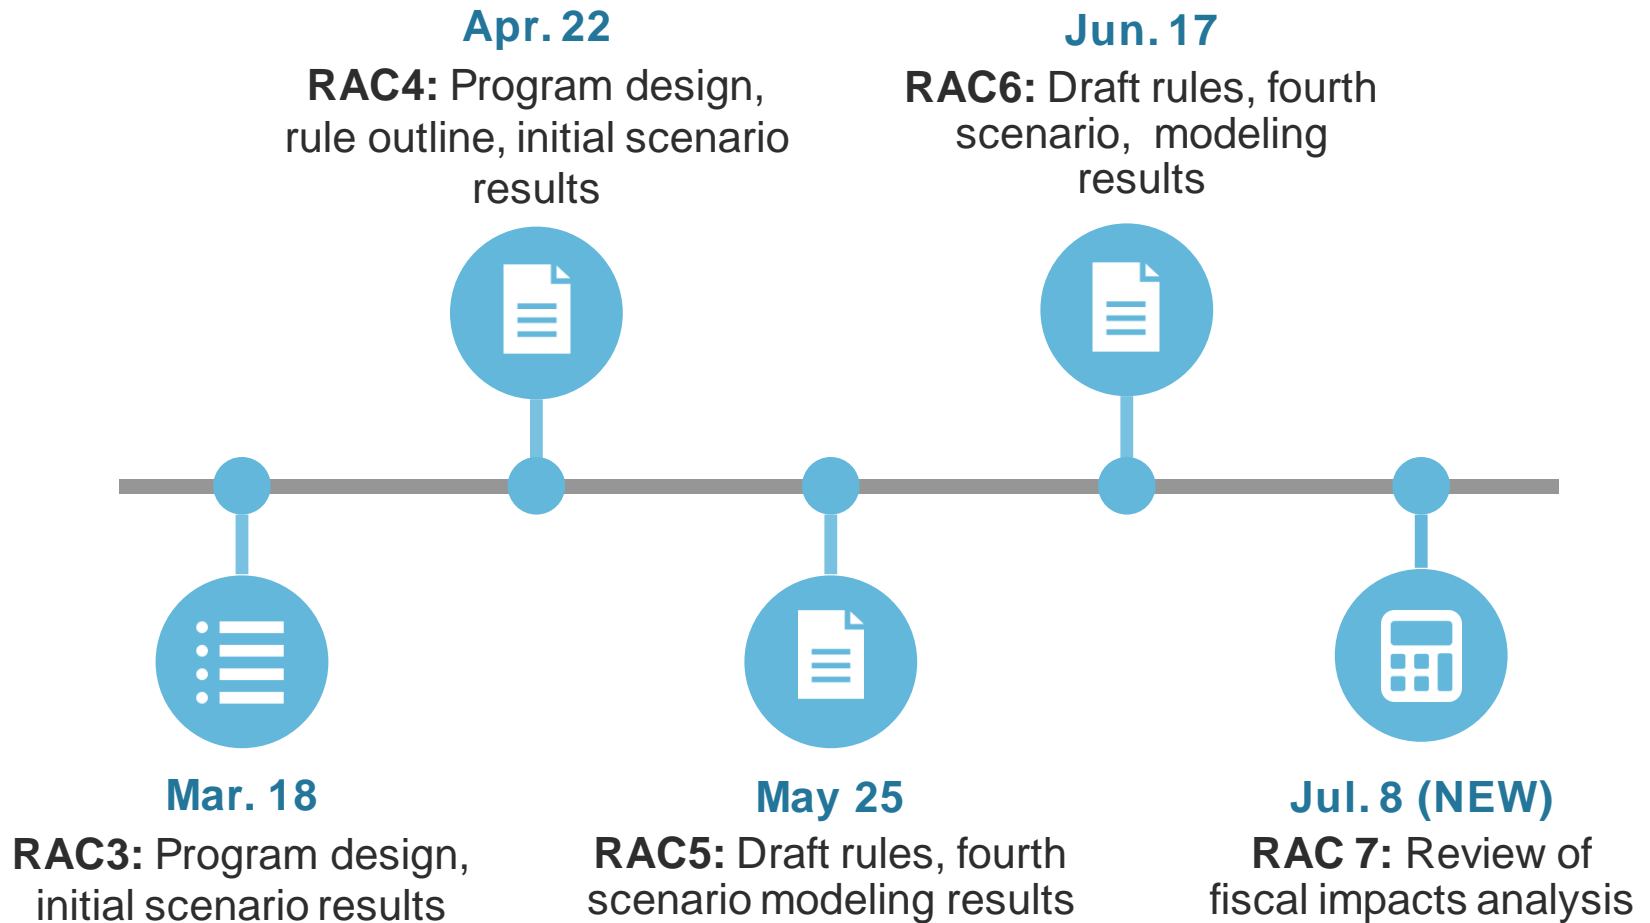 Apr. 22
RAC4: Program design,
rule outline, initial scenario
results
Jun. 17
RAC6: Draft rules, fourth
scenario, modeling
results
Mar. 18
RAC3: Program design,
initial scenario results
May 25
RAC5: Draft rules, fourth
scenario modeling results
Jul. 8 (NEW)
RAC 7: Review of
fiscal impacts analysis